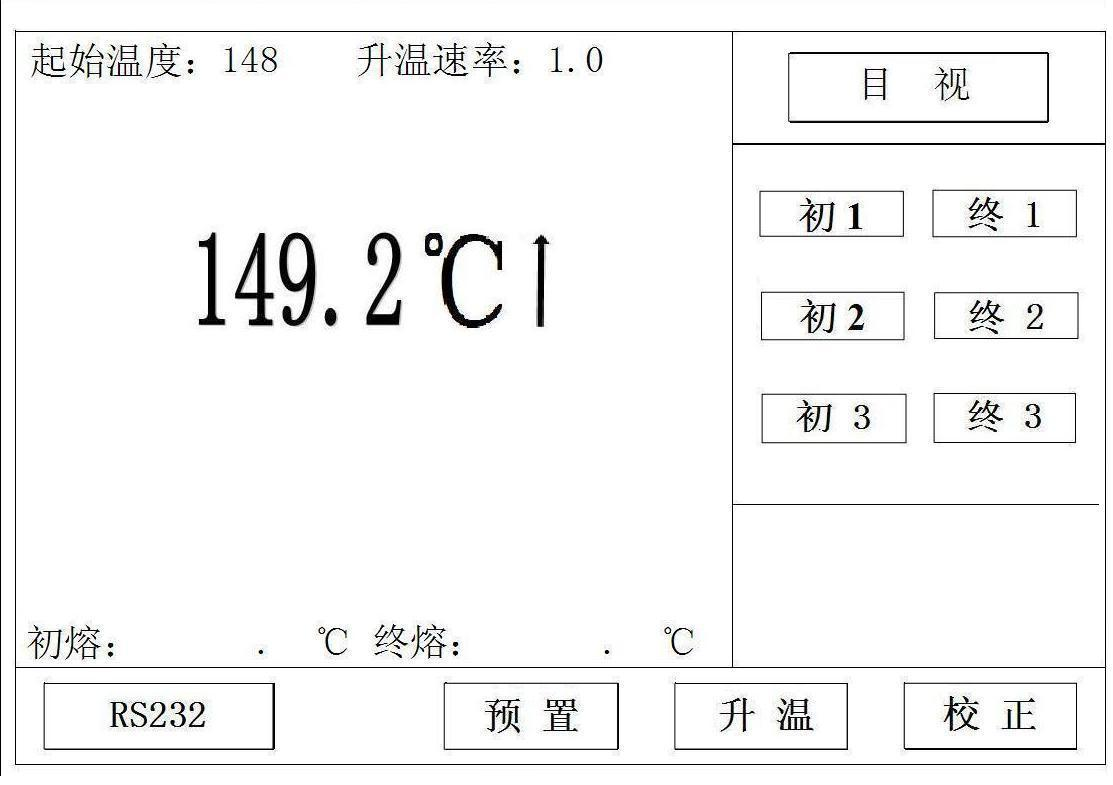 起始温度：148 升温速率：1.0
目 视
初1 终 1
149.2℃↑
初2 终 2
初 3 终 3
初熔： . ℃ 终熔： . ℃
RS232 预 置 升 温 校 正